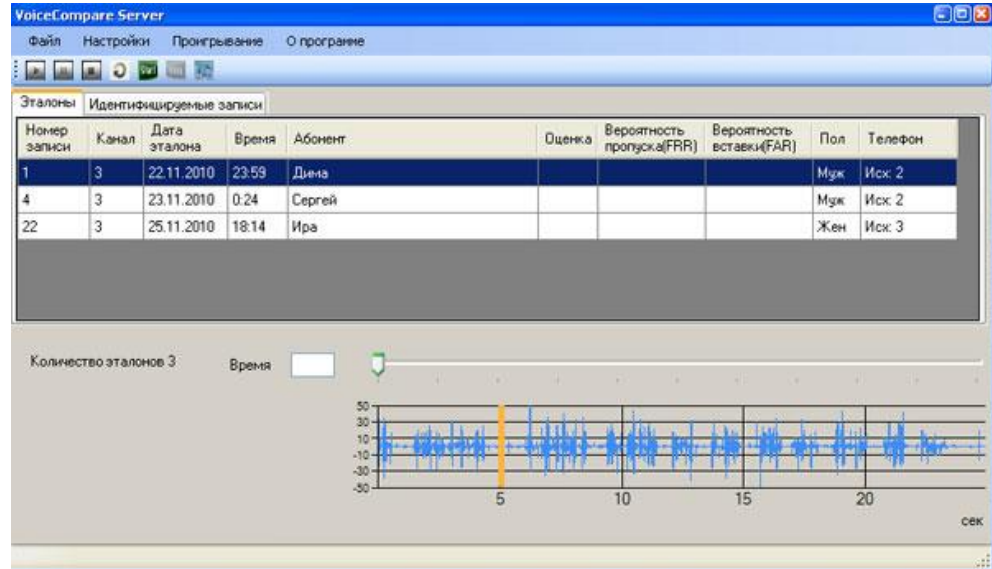 VoiceCompare Server
Файл Настройки Проигрывание О программе
Эталоны Идентифицируемые записи
Номер записи Канал Дата эталона Время Абонент Оценка Вероятность пропуска(FRR) Вероятность вставки(FAR) Пол Телефон
1 3 22.11.2010 23:59 Дима Муж Исх: 2
4 3 23.11.2010 0:24 Сергей Муж Исх: 2
22 3 25.11.2010 18:14 Ира Жен Исх: 3
Количество эталонов 3 Время
50
30
10
-10
-30
-50
5 10 15 20
сек